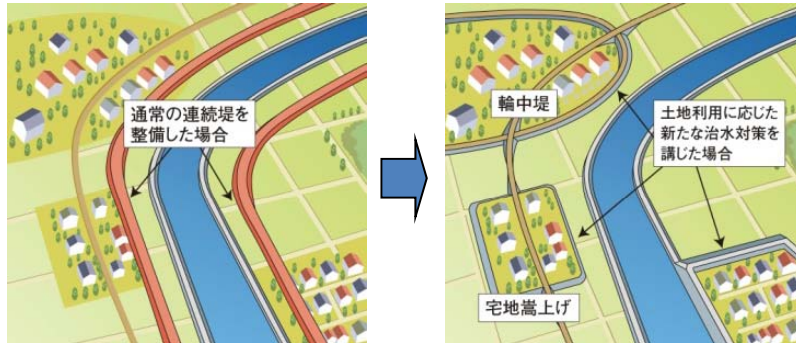 通常の連続堤を
整備した場合
輪中堤
土地利用に応じた
新たな治水対策を
講じた場合
宅地嵩上げ